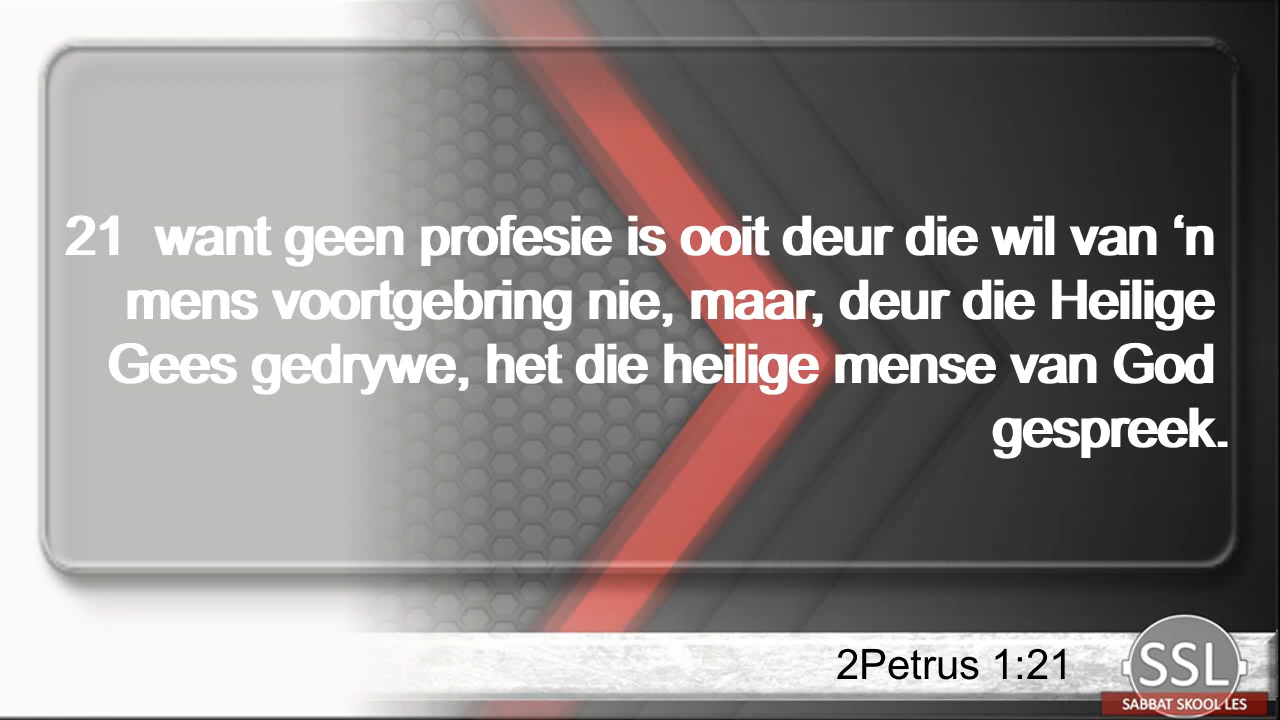 21  want geen profesie is ooit deur die wil van ‘n
mens voortgebring nie, maar, deur die Heilige
Gees gedrywe, het die heilige mense van God
gespreek.
2Petrus 1:21
SSL
SABBAT SKOOL LES